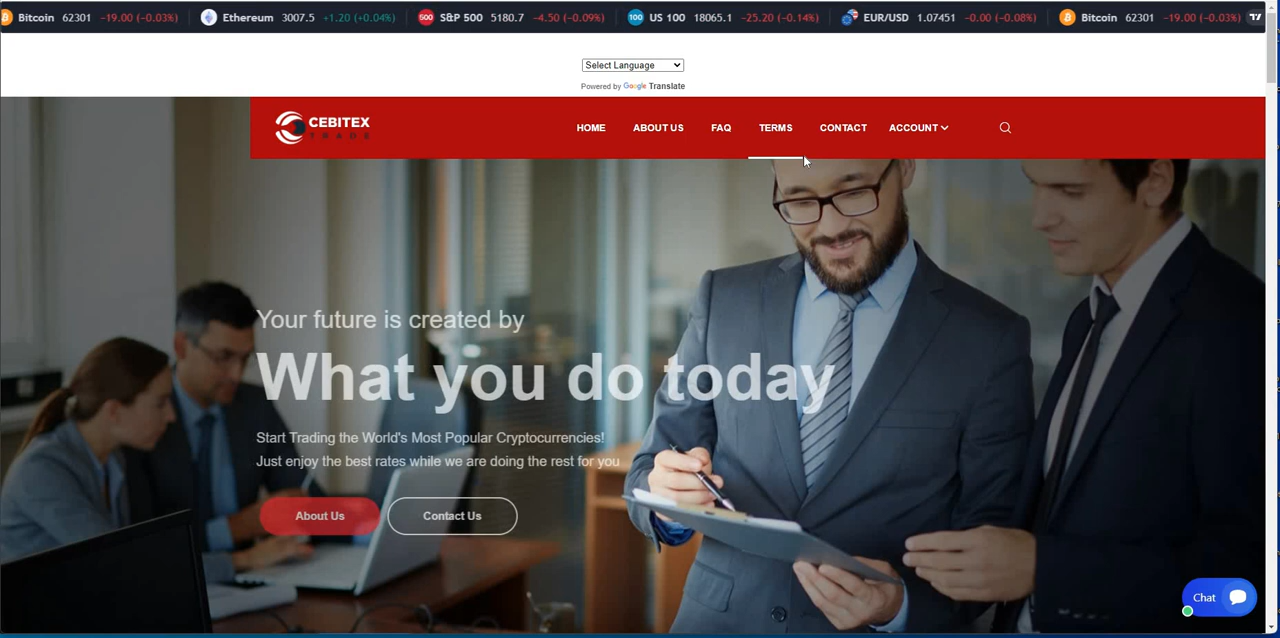 Bitcoin 62301 -19.00 (-0.03%) Ethereum 3007.5 +1.20 (+0.04%) 500 S&P 500 5180.7 -4.50 (-0.09%) 100 US 100 18065.1 -25.20 (-0.14%) EUR/USD 1.07451 -0.00 (-0.08%) Bitcoin 62301 -19.00 (-0.03%)
Select Language
Powered by Google Translate
CEBITEX
TRADE
HOME ABOUT US FAQ TERMS CONTACT ACCOUNT
Your future is created by
What you do today
Start Trading the World's Most Popular Cryptocurrencies!
Just enjoy the best rates while we are doing the rest for you
About Us Contact Us
Chat